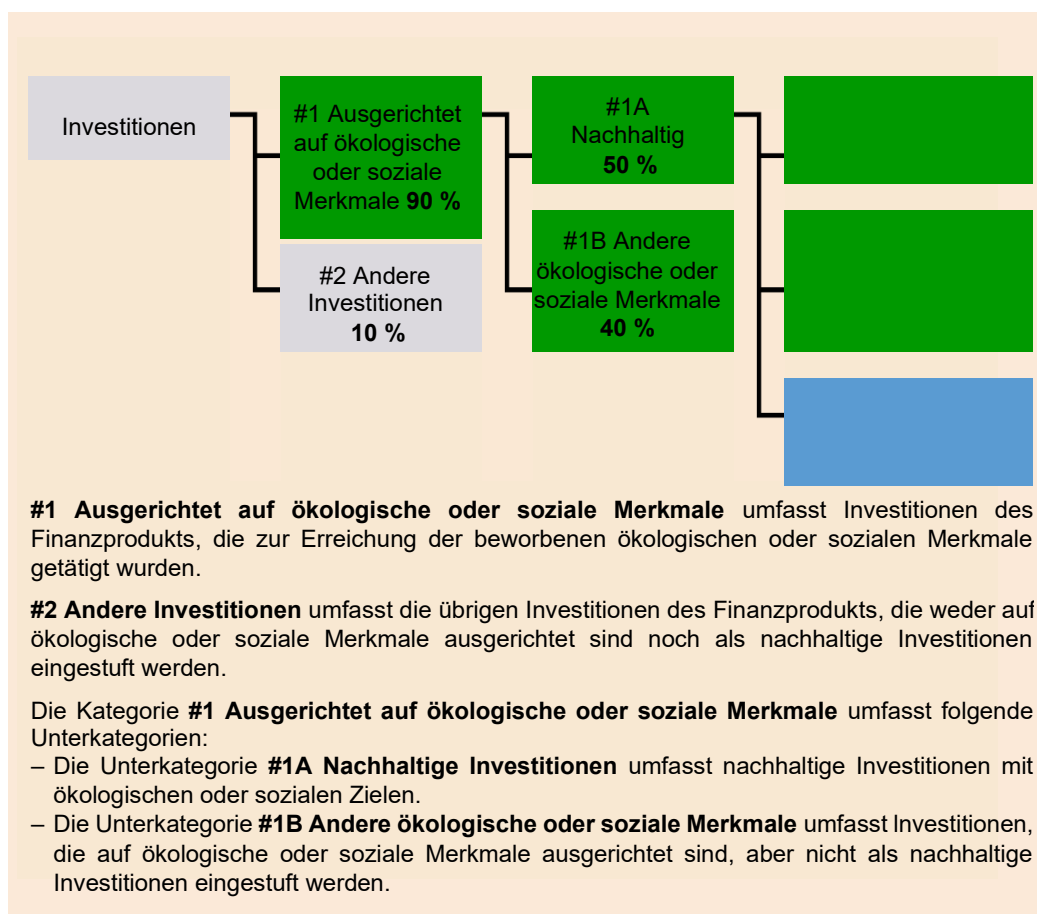 Investitionen
#1 Ausgerichtet
auf ökologische
oder soziale
Merkmale 90 %
#2 Andere
Investitionen
10 %
#1A
Nachhaltig
50 %
#1B Andere
ökologische oder
soziale Merkmale
40 %
#1 Ausgerichtet auf ökologische oder soziale Merkmale umfasst Investitionen des
Finanzprodukts, die zur Erreichung der beworbenen ökologischen oder sozialen Merkmale
getätigt wurden.
#2 Andere Investitionen umfasst die übrigen Investitionen des Finanzprodukts, die weder auf
ökologische oder soziale Merkmale ausgerichtet sind noch als nachhaltige Investitionen
eingestuft werden.
Die Kategorie #1 Ausgerichtet auf ökologische oder soziale Merkmale umfasst folgende
Unterkategorien:
– Die Unterkategorie #1A Nachhaltige Investitionen umfasst nachhaltige Investitionen mit
ökologischen oder sozialen Zielen.
– Die Unterkategorie #1B Andere ökologische oder soziale Merkmale umfasst Investitionen,
die auf ökologische oder soziale Merkmale ausgerichtet sind, aber nicht als nachhaltige
Investitionen eingestuft werden.